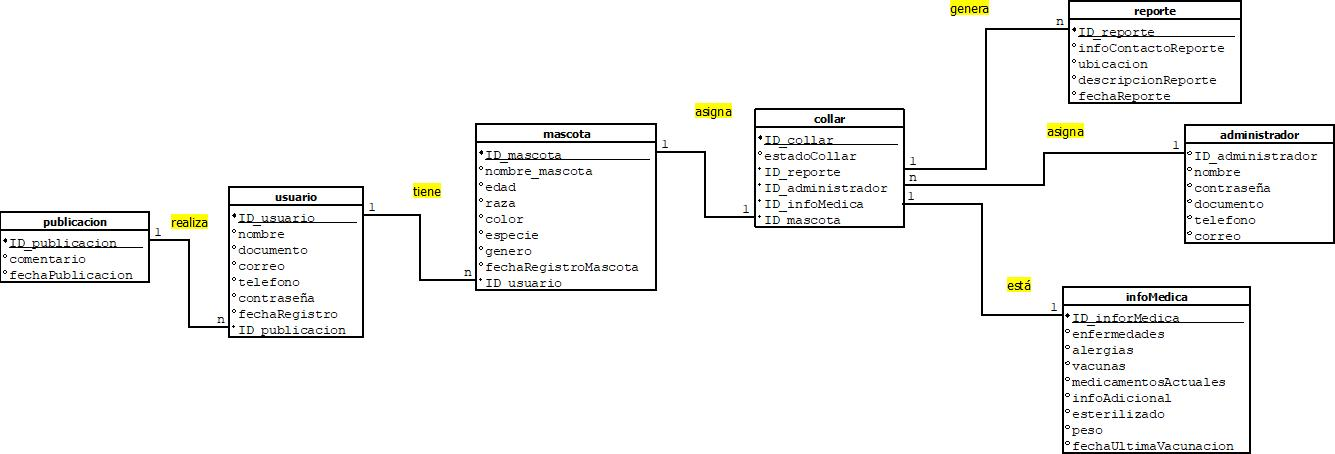 publicacion
ID_publicacion
comentario
fechaPublicacion
realiza
1
n
usuario
ID_usuario
nombre
documento
correo
telefono
contraseña
fechaRegistro
ID_publicacion
tiene
1
n
mascota
ID_mascota
nombre_mascota
edad
raza
color
especie
genero
fechaRegistroMascota
ID_usuario
asigna
1
1
collar
ID_collar
estadoCollar
ID_reporte
ID_administrador
ID_infoMedica
ID_mascota
genera
1
n
reporte
ID_reporte
infoContactoReporte
ubicacion
descripcionReporte
fechaReporte
asigna
n
1
administrador
ID_administrador
nombre
contraseña
documento
telefono
correo
está
1
1
infoMedica
ID_inforMedica
enfermedades
alergias
vacunas
medicamentosActuales
infoAdicional
esterilizado
peso
fechaUltimaVacunacion